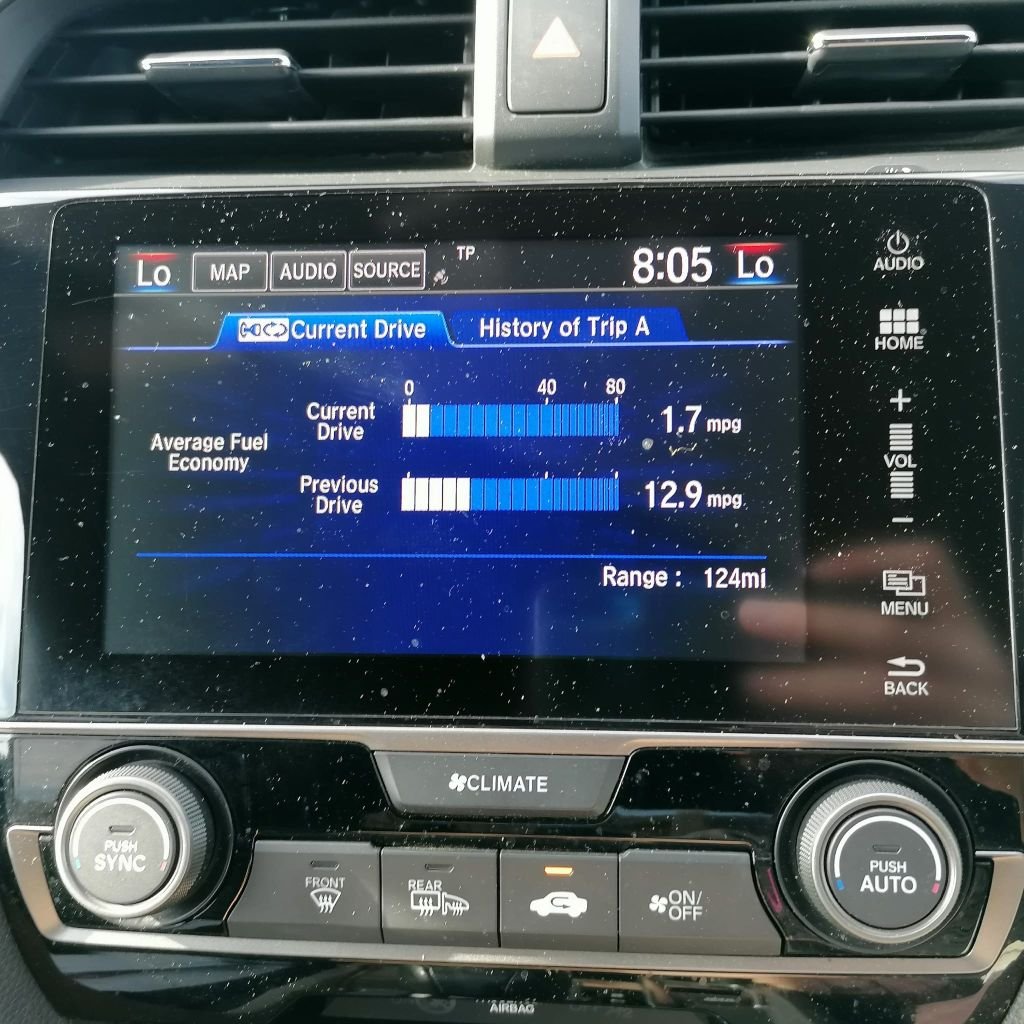 Lo MAP AUDIO SOURCE TP 8:05 Lo
AUDIO
Current Drive History of Trip A
HOME
0 40 80
Current
Drive
1.7 mpg
Average Fuel
Economy
VOL
Previous
Drive
12.9 mpg
Range : 124mi
MENU
BACK
CLIMATE
PUSH
SYNC
FRONT
REAR
ON/
OFF
PUSH
AUTO
AIRBAG